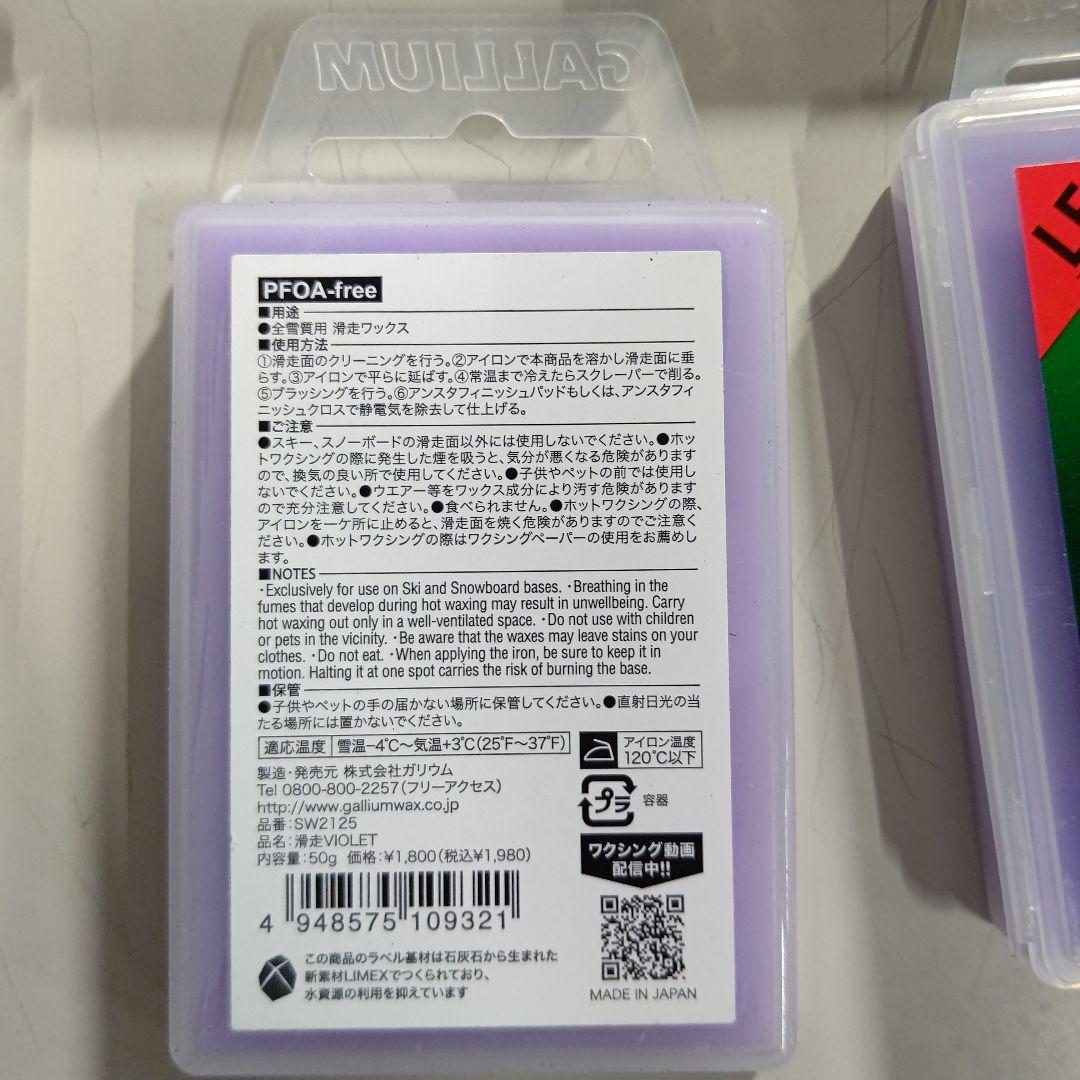 GALLIUM
PFOA-free
■用途
●全雪質用 滑走ワックス
■使用方法
①滑走面のクリーニングを行う。②アイロンで本商品を溶かし滑走面に垂
らす。③アイロンで平らに延ばす。④常温まで冷えたらスクレーパーで削る。
⑤ブラッシングを行う。⑥アンスタフィニッシュパッドもしくは、アンスタフィ
ニッシュクロスで静電気を除去して仕上げる。
■ご注意
●スキー、スノーボードの滑走面以外には使用しないでください。●ホッ
トワクシングの際に発生した煙を吸うと、気分が悪くなる危険があります
ので、換気の良い所で使用してください。●子供やペットの前では使用し
ないでください。●ウエアー等をワックス成分により汚す危険があります
ので充分注意してください。●食べられません。●ホットワクシングの際、
アイロンを一ケ所に止めると、滑走面を焼く危険がありますのでご注意く
ださい。●ホットワクシングの際はワクシングペーパーの使用をお薦めし
ます。
■NOTES
・Exclusively for use on Ski and Snowboard bases. ・Breathing in the
fumes that develop during hot waxing may result in unwellbeing. Carry
hot waxing out only in a well-ventilated space. ・Do not use with children
or pets in the vicinity. ・Be aware that the waxes may leave stains on your
clothes. ・Do not eat. ・When applying the iron, be sure to keep it in
motion. Halting it at one spot carries the risk of burning the base.
■保管
●子供やペットの手の届かない場所に保管してください。●直射日光の当
たる場所には置かないでください。
適応温度 雪温−4℃〜気温+3℃(25℉〜37℉)
アイロン温度
120℃以下
製造・発売元 株式会社ガリウム
Tel 0800-800-2257(フリーアクセス)
http://www.galliumwax.co.jp
品番：SW2125
品名：滑走VIOLET
内容量：50g 価格：¥1,800(税込¥1,980)
プラ 容器
ワクシング動画
配信中!!
4 948575 109321
この商品のラベル基材は石灰石から生まれた
新素材LIMEXでつくられており、
水資源の利用を抑えています
MADE IN JAPAN